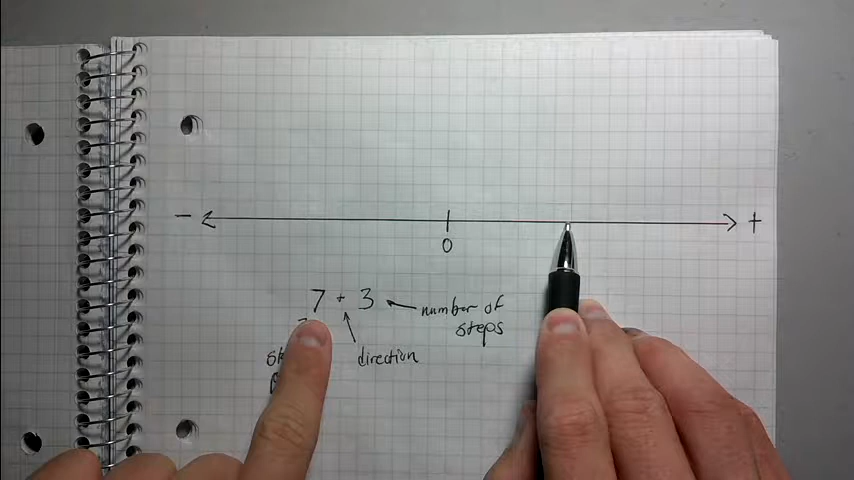 − +
0
7 + 3 number of
steps
direction